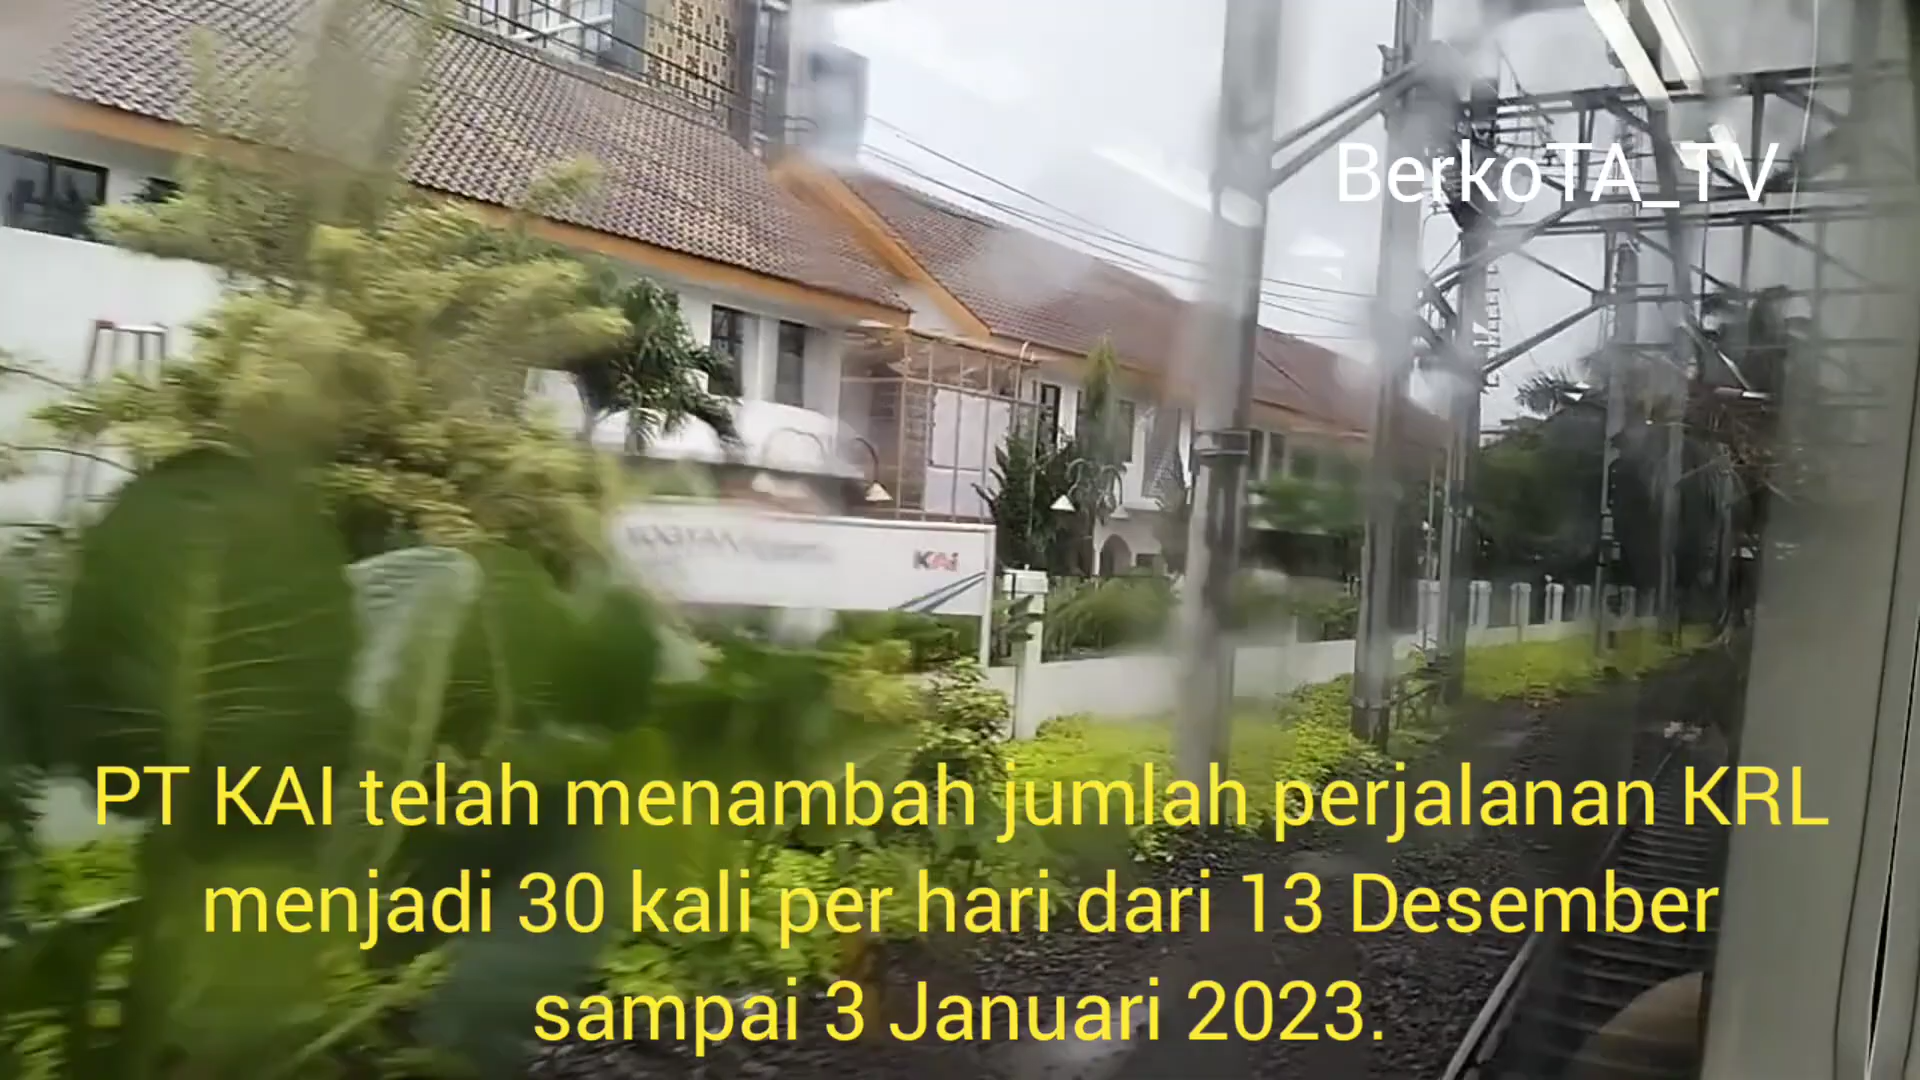 BerkoTA_TV
KAI
PT KAI telah menambah jumlah perjalanan KRL
menjadi 30 kali per hari dari 13 Desember
sampai 3 Januari 2023.